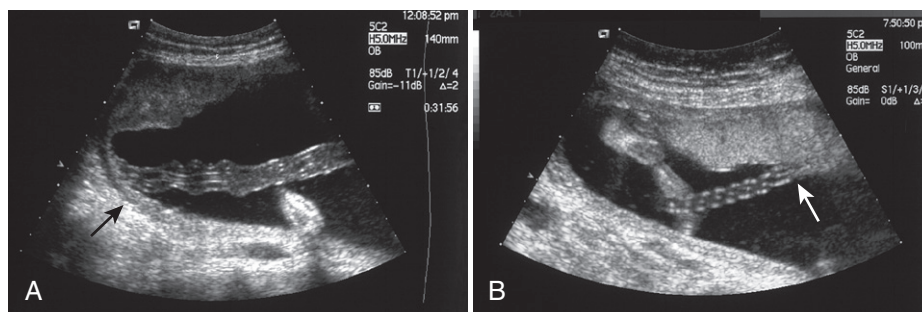 12:08:52 pm
5C2
H5.0MHz 140mm
OB
85dB T1/+1/2/ 4
Gain=-11dB Δ=2
0:31:56
A
7:50:50 p
5C2
H5.0MHz 100m
OB
General
85dB S1/+1/3/
Gain= 0dB Δ=
B